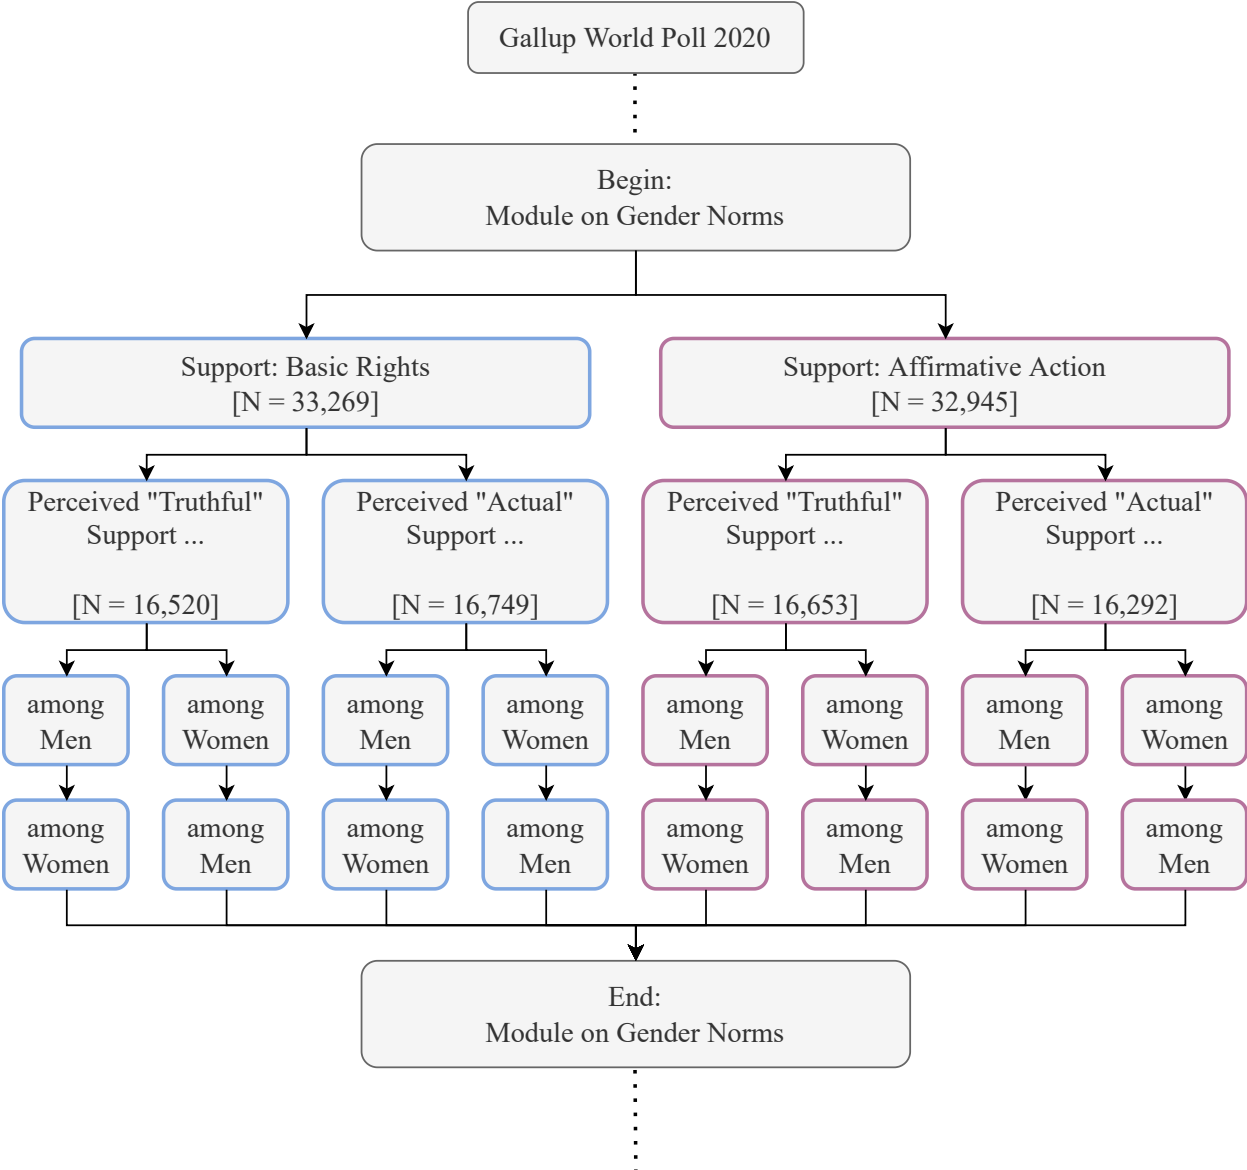 Gallup World Poll 2020
Begin:
Module on Gender Norms
Support: Basic Rights
[N = 33,269]
Support: Affirmative Action
[N = 32,945]
Perceived "Truthful"
Support ...
[N = 16,520]
Perceived "Actual"
Support ...
[N = 16,749]
Perceived "Truthful"
Support ...
[N = 16,653]
Perceived "Actual"
Support ...
[N = 16,292]
among
Men
among
Women
among
Men
among
Women
among
Men
among
Women
among
Men
among
Women
among
Women
among
Men
among
Women
among
Men
among
Women
among
Men
among
Women
among
Men
End:
Module on Gender Norms